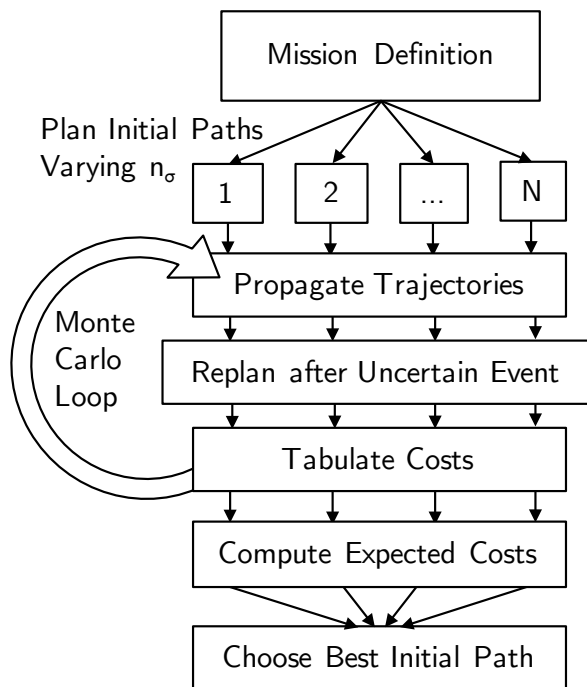 Mission Definition
Plan Initial Paths
Varying nσ
1
2
...
N
Propagate Trajectories
Monte
Carlo
Loop
Replan after Uncertain Event
Tabulate Costs
Compute Expected Costs
Choose Best Initial Path